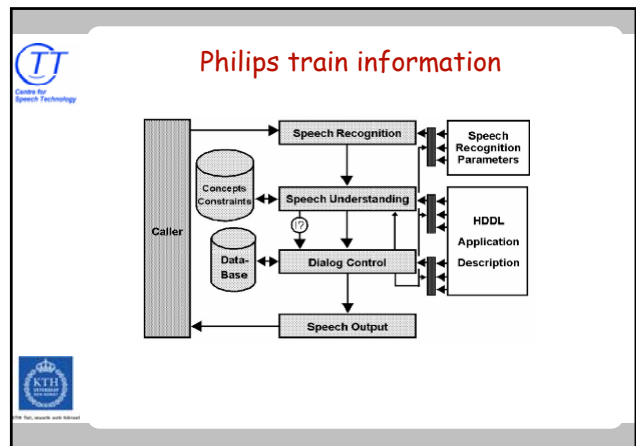 Philips train information
CTT
Centre for
Speech Technology
Speech Recognition
Speech
Recognition
Parameters
Concepts
Constraints
Speech Understanding
!?
HDDL
Application
Description
Caller
Data-
Base
Dialog Control
Speech Output
KTH